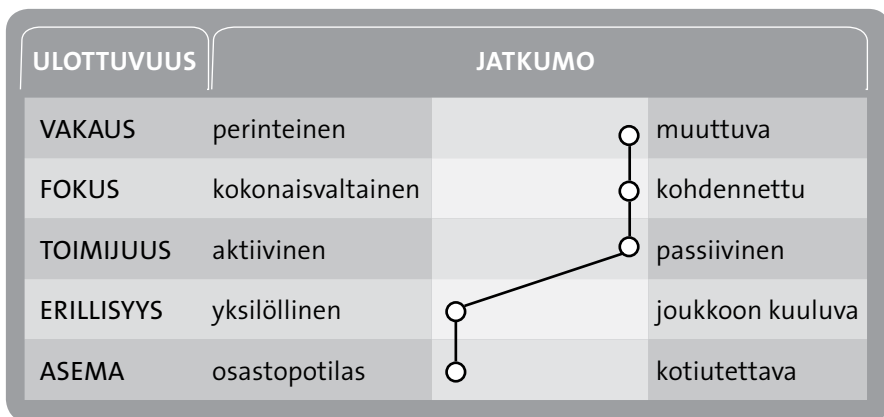 ULOTTUVUUS JATKUMO
VAKAUS perinteinen muuttuva
FOKUS kokonaisvaltainen kohdennettu
TOIMIJUUS aktiivinen passiivinen
ERILLISYYS yksilöllinen joukkoon kuuluva
ASEMA osastopotilas kotiutettava